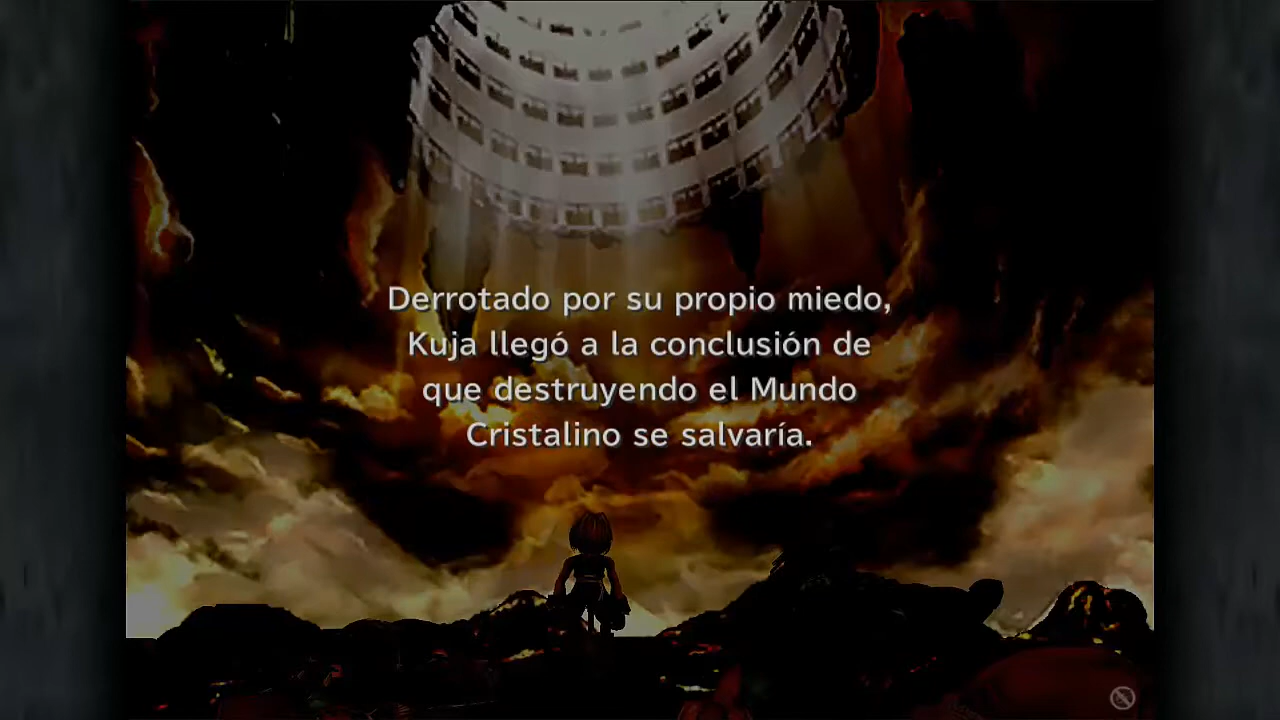 Derrotado por su propio miedo,
Kuja llegó a la conclusión de
que destruyendo el Mundo
Cristalino se salvaría.